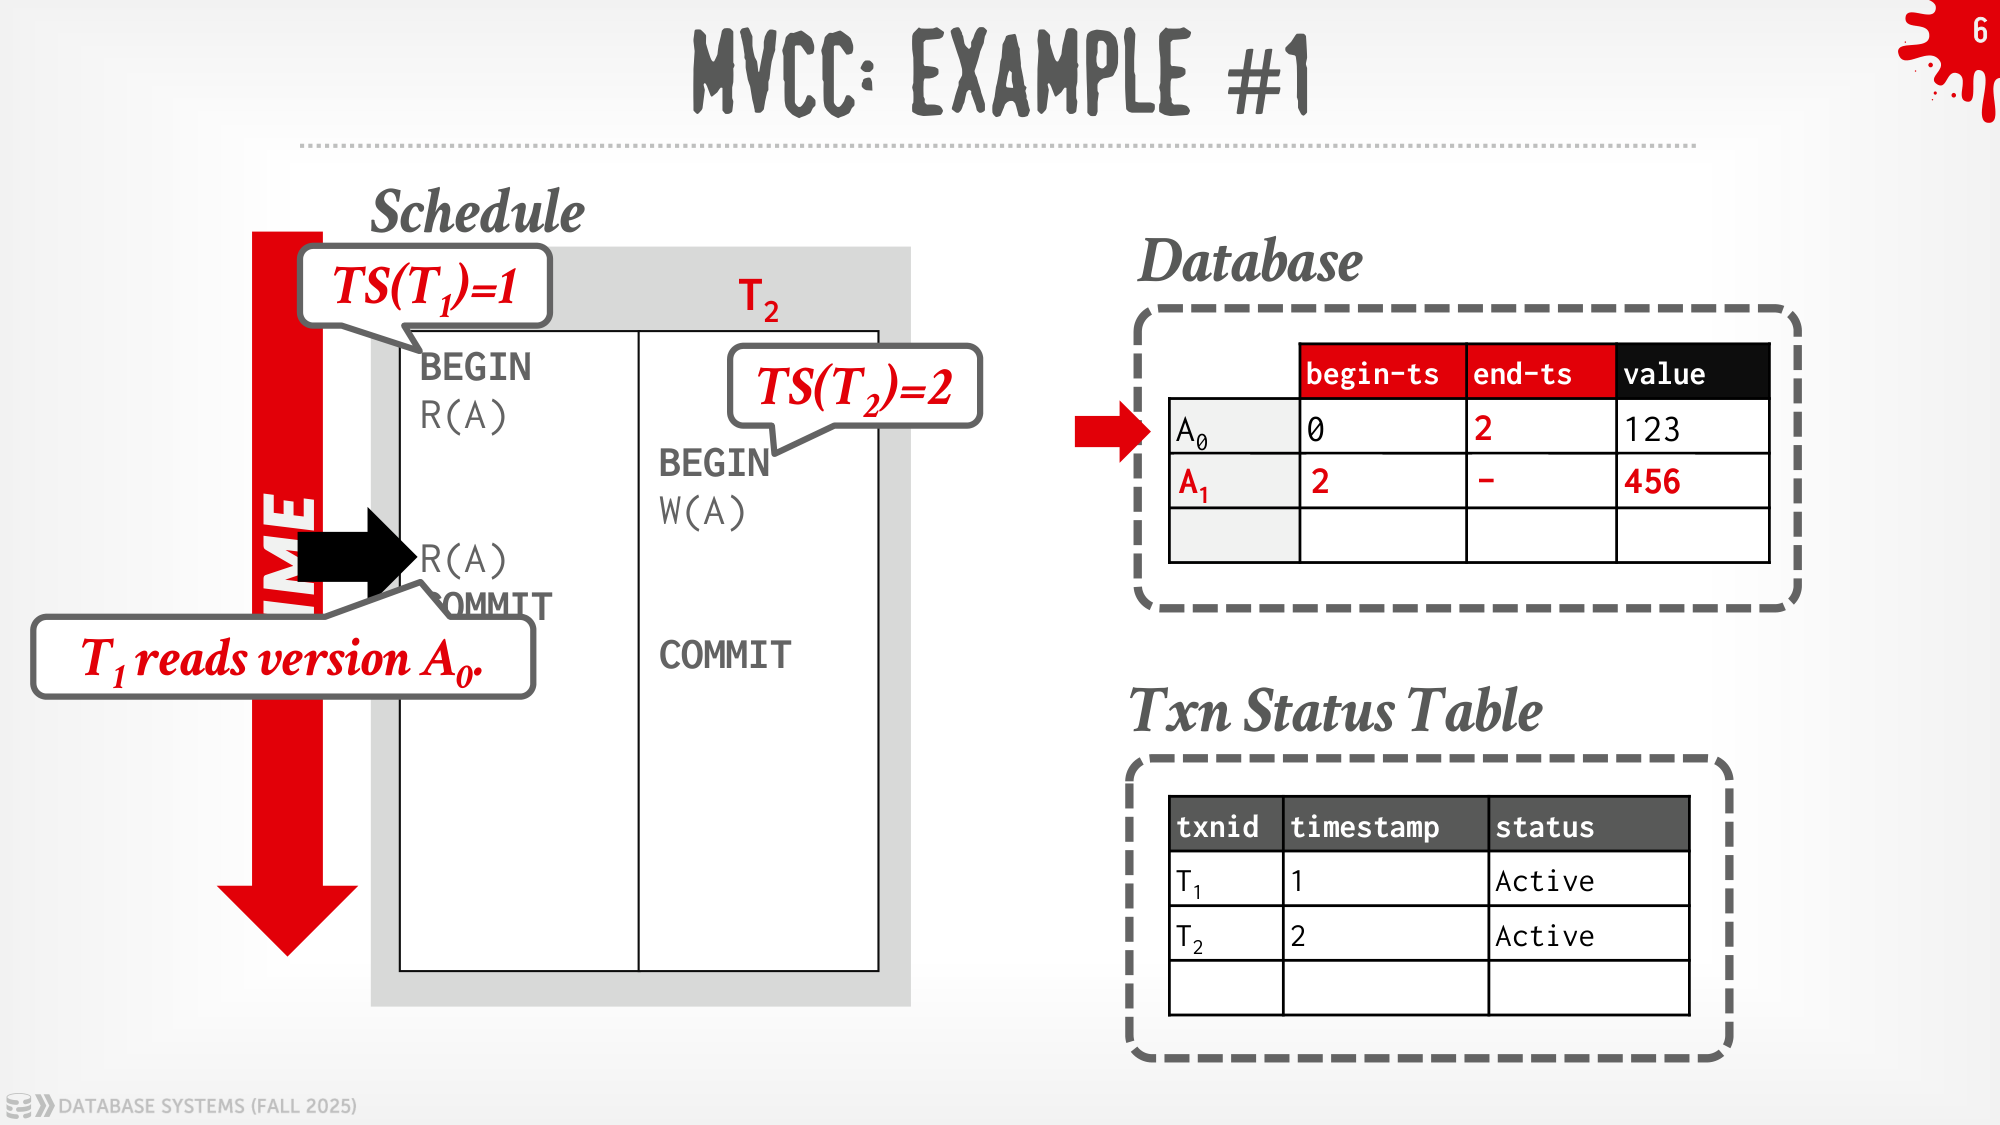 MVCC: EXAMPLE #1
6
Schedule
TS(T1)=1
T2
BEGIN
R(A)
TS(T2)=2
BEGIN
W(A)
R(A)
COMMIT
T1 reads version A0.
COMMIT
Database
begin-ts end-ts value
A0 0 2 123
A1 2 - 456
Txn Status Table
txnid timestamp status
T1 1 Active
T2 2 Active
DATABASE SYSTEMS (FALL 2025)